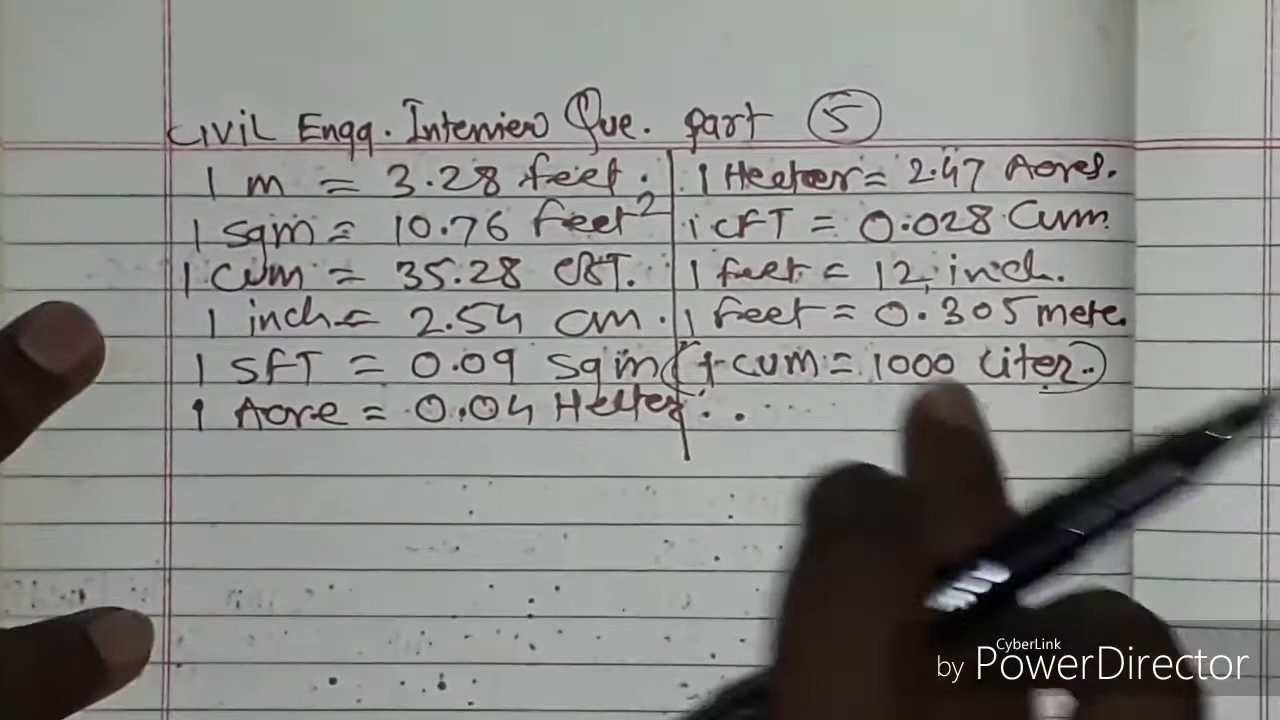 Civil Engg. Interview Que. part 5
1 m = 3.28 feet.
1 sqm = 10.76 feet²
1 Cum = 35.28 CFT.
1 inch = 2.54 cm.
1 SFT = 0.09 sqm
1 Acre = 0.04 Hecter.
1 Hecter = 2.47 Acres.
1 CFT = 0.028 Cum.
1 feet = 12 inch.
1 feet = 0.305 mete.
1 cum = 1000 Liter..
CyberLink
by PowerDirector